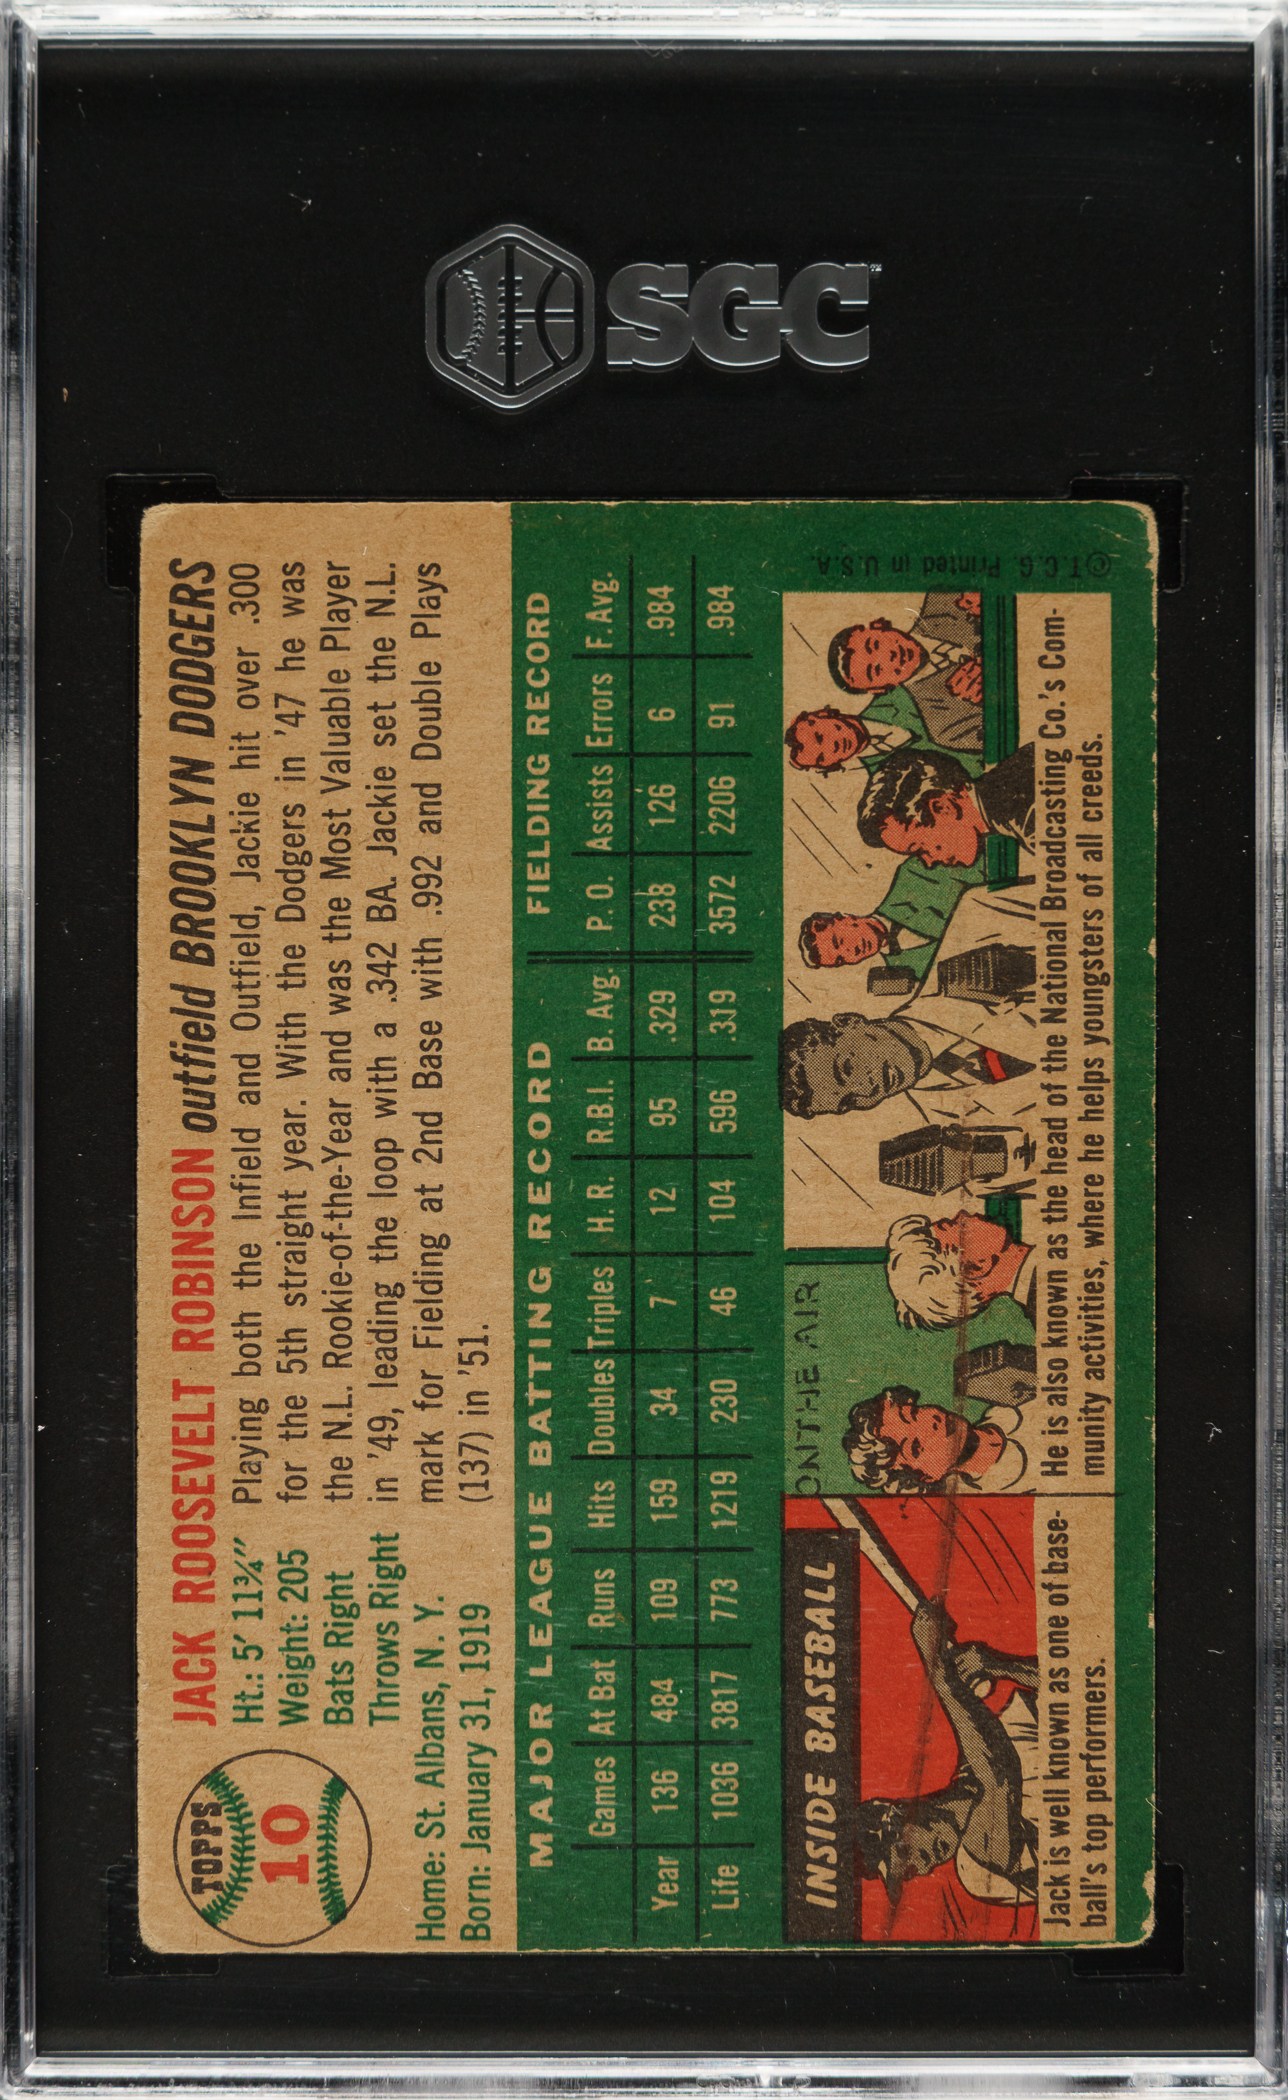 SGC
TOPPS
10
JACK ROOSEVELT ROBINSON outfield BROOKLYN DODGERS
Ht.: 5' 11¾"
Weight: 205
Bats Right
Throws Right
Home: St. Albans, N. Y.
Born: January 31, 1919
Playing both the Infield and Outfield, Jackie hit over .300
for the 5th straight year. With the Dodgers in '47 he was
the N.L. Rookie-of-the-Year and was the Most Valuable Player
in '49, leading the loop with a .342 BA. Jackie set the N.L.
mark for Fielding at 2nd Base with .992 and Double Plays
(137) in '51.
MAJOR LEAGUE BATTING RECORD FIELDING RECORD
Games At Bat Runs Hits Doubles Triples H. R. R.B.I. B. Avg. P. O. Assists Errors F. Avg.
Year 136 484 109 159 34 7 12 95 .329 238 126 6 .984
Life 1036 3817 773 1219 230 46 104 596 .319 3572 2206 91 .984
INSIDE BASEBALL
Jack is well known as one of base-
ball's top performers.
ON THE AIR
He is also known as the head of the National Broadcasting Co.'s Com-
munity activities, where he helps youngsters of all creeds.
© T. C. G. Printed in U. S. A.